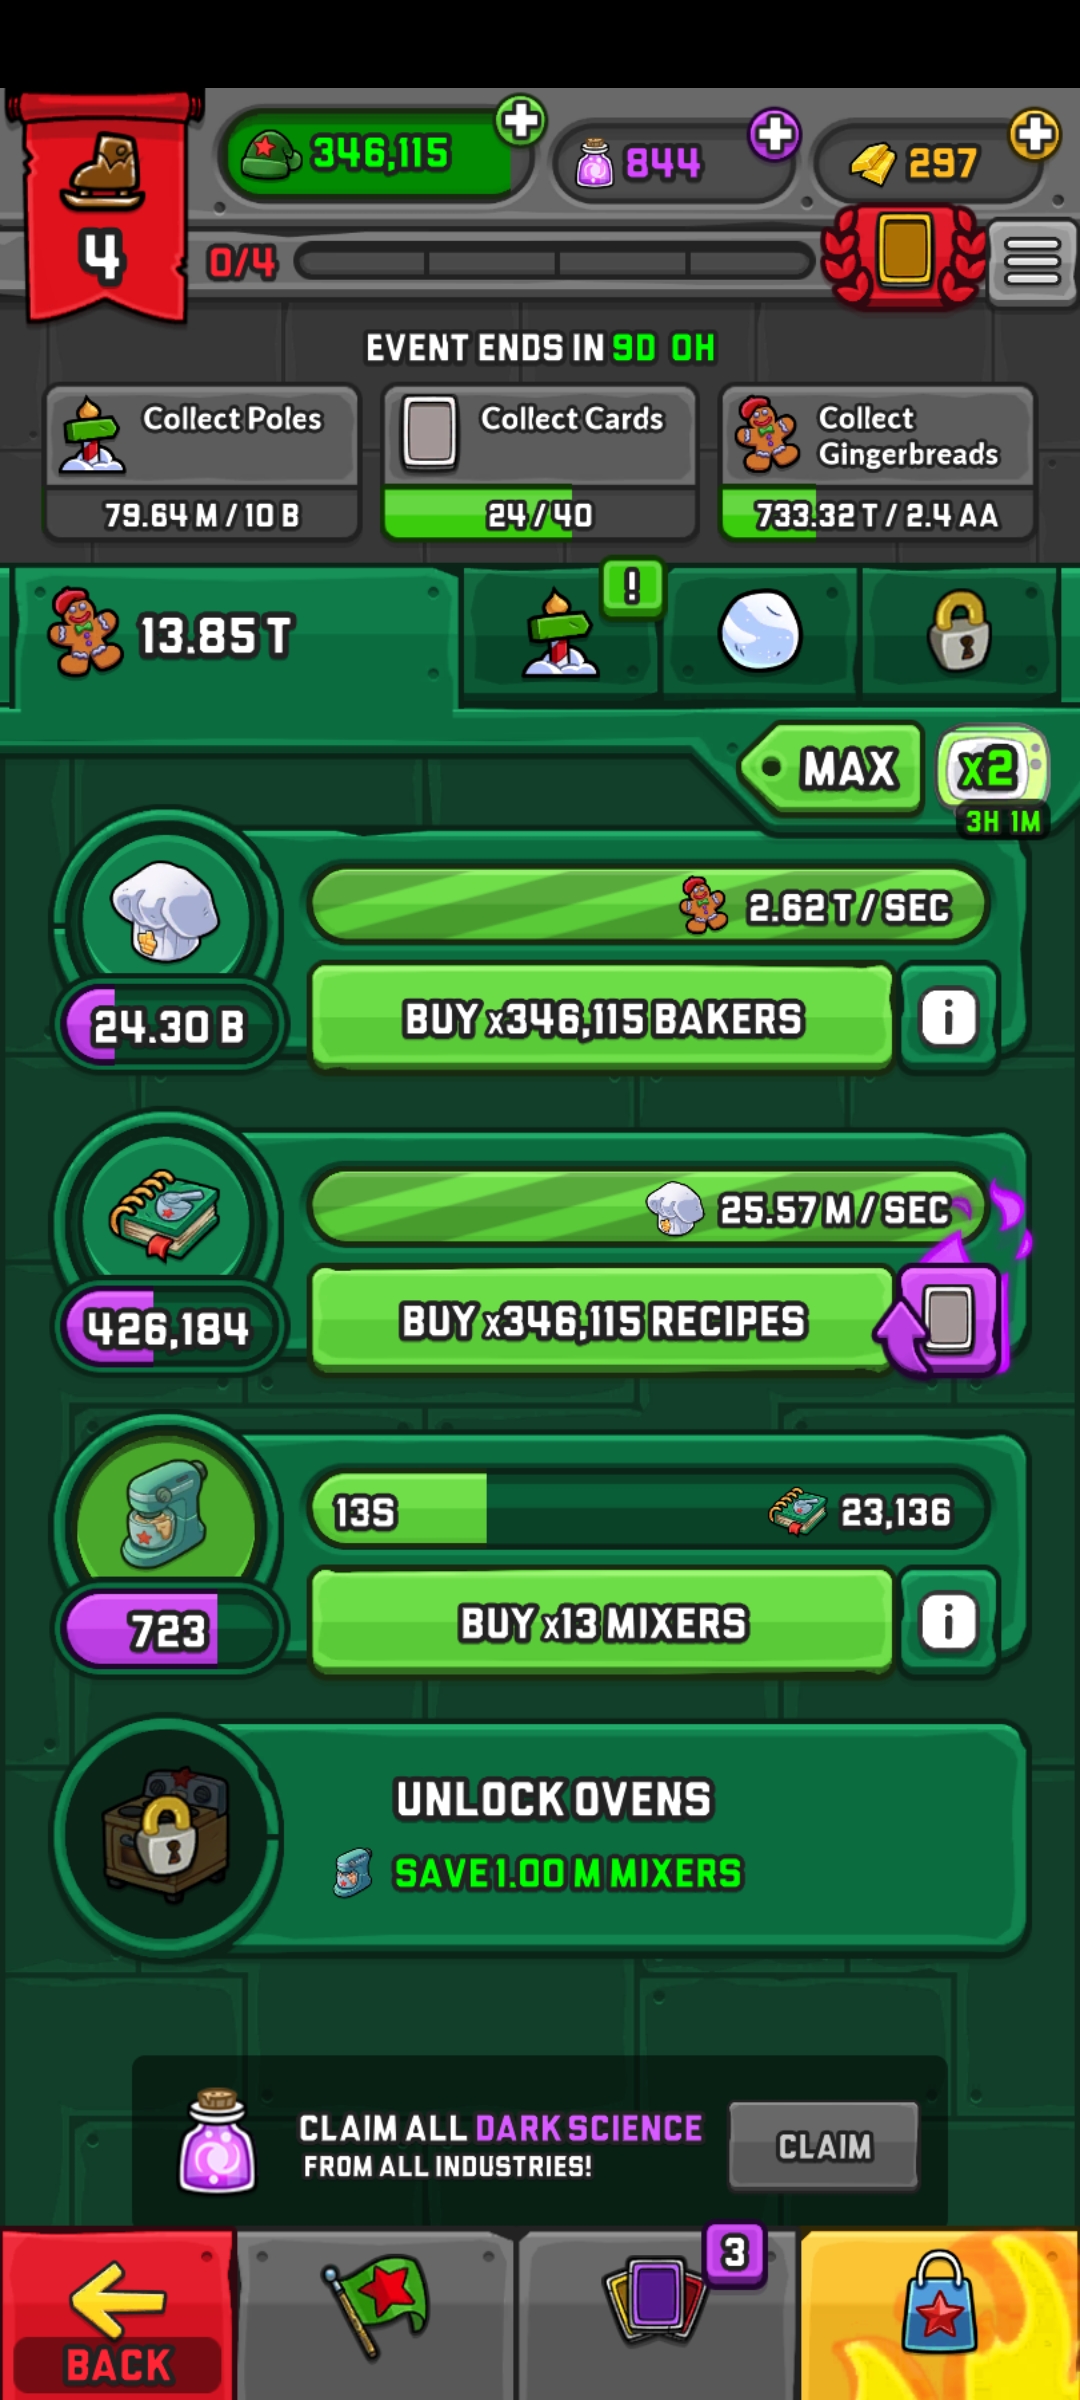 346,115
844
297
4
0/4
EVENT ENDS IN 9D 0H
Collect Poles
79.64 M / 10 B
Collect Cards
24 / 40
Collect
Gingerbreads
733.32 T / 2.4 AA
13.85 T
!
MAX
x2
3H 1M
2.62 T / SEC
24.30 B
BUY x346,115 BAKERS
i
25.57 M / SEC
426,184
BUY x346,115 RECIPES
13S
23,136
723
BUY x13 MIXERS
i
UNLOCK OVENS
SAVE 1.00 M MIXERS
CLAIM ALL DARK SCIENCE
FROM ALL INDUSTRIES!
CLAIM
BACK
3